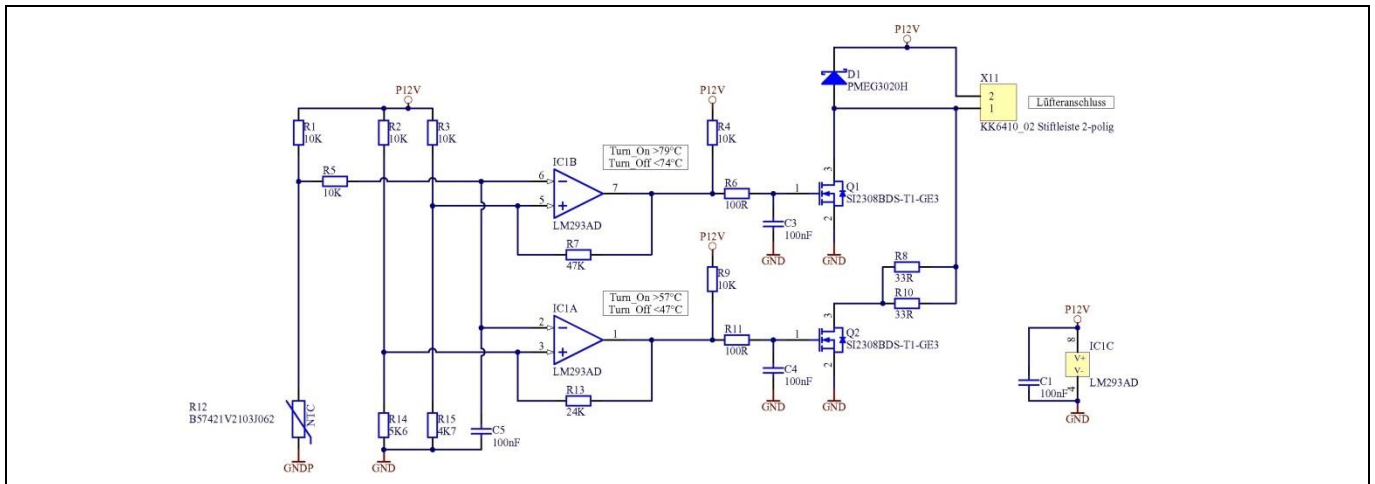 P12V
D1
PMEG3020H
X11
2
1
Lüfteranschluss
KK6410_02 Stiftleiste 2-polig
P12V
R1
10K
R2
10K
R3
10K
R5
10K
P12V
R4
10K
Turn_On >79°C
Turn_Off <74°C
IC1B
6
5
7
LM293AD
R7
47K
R6
100R
C3
100nF
GND
1
3
2
Q1
SI2308BDS-T1-GE3
GND
P12V
R9
10K
Turn_On >57°C
Turn_Off <47°C
IC1A
2
3
1
LM293AD
R13
24K
R11
100R
C4
100nF
GND
1
3
2
Q2
SI2308BDS-T1-GE3
GND
R8
33R
R10
33R
P12V
8
IC1C
V+
V-
4
LM293AD
C1
100nF
GND
R12
B57421V2103J062
NTC
GNDP
R14
5K6
R15
4K7
C5
100nF
GND